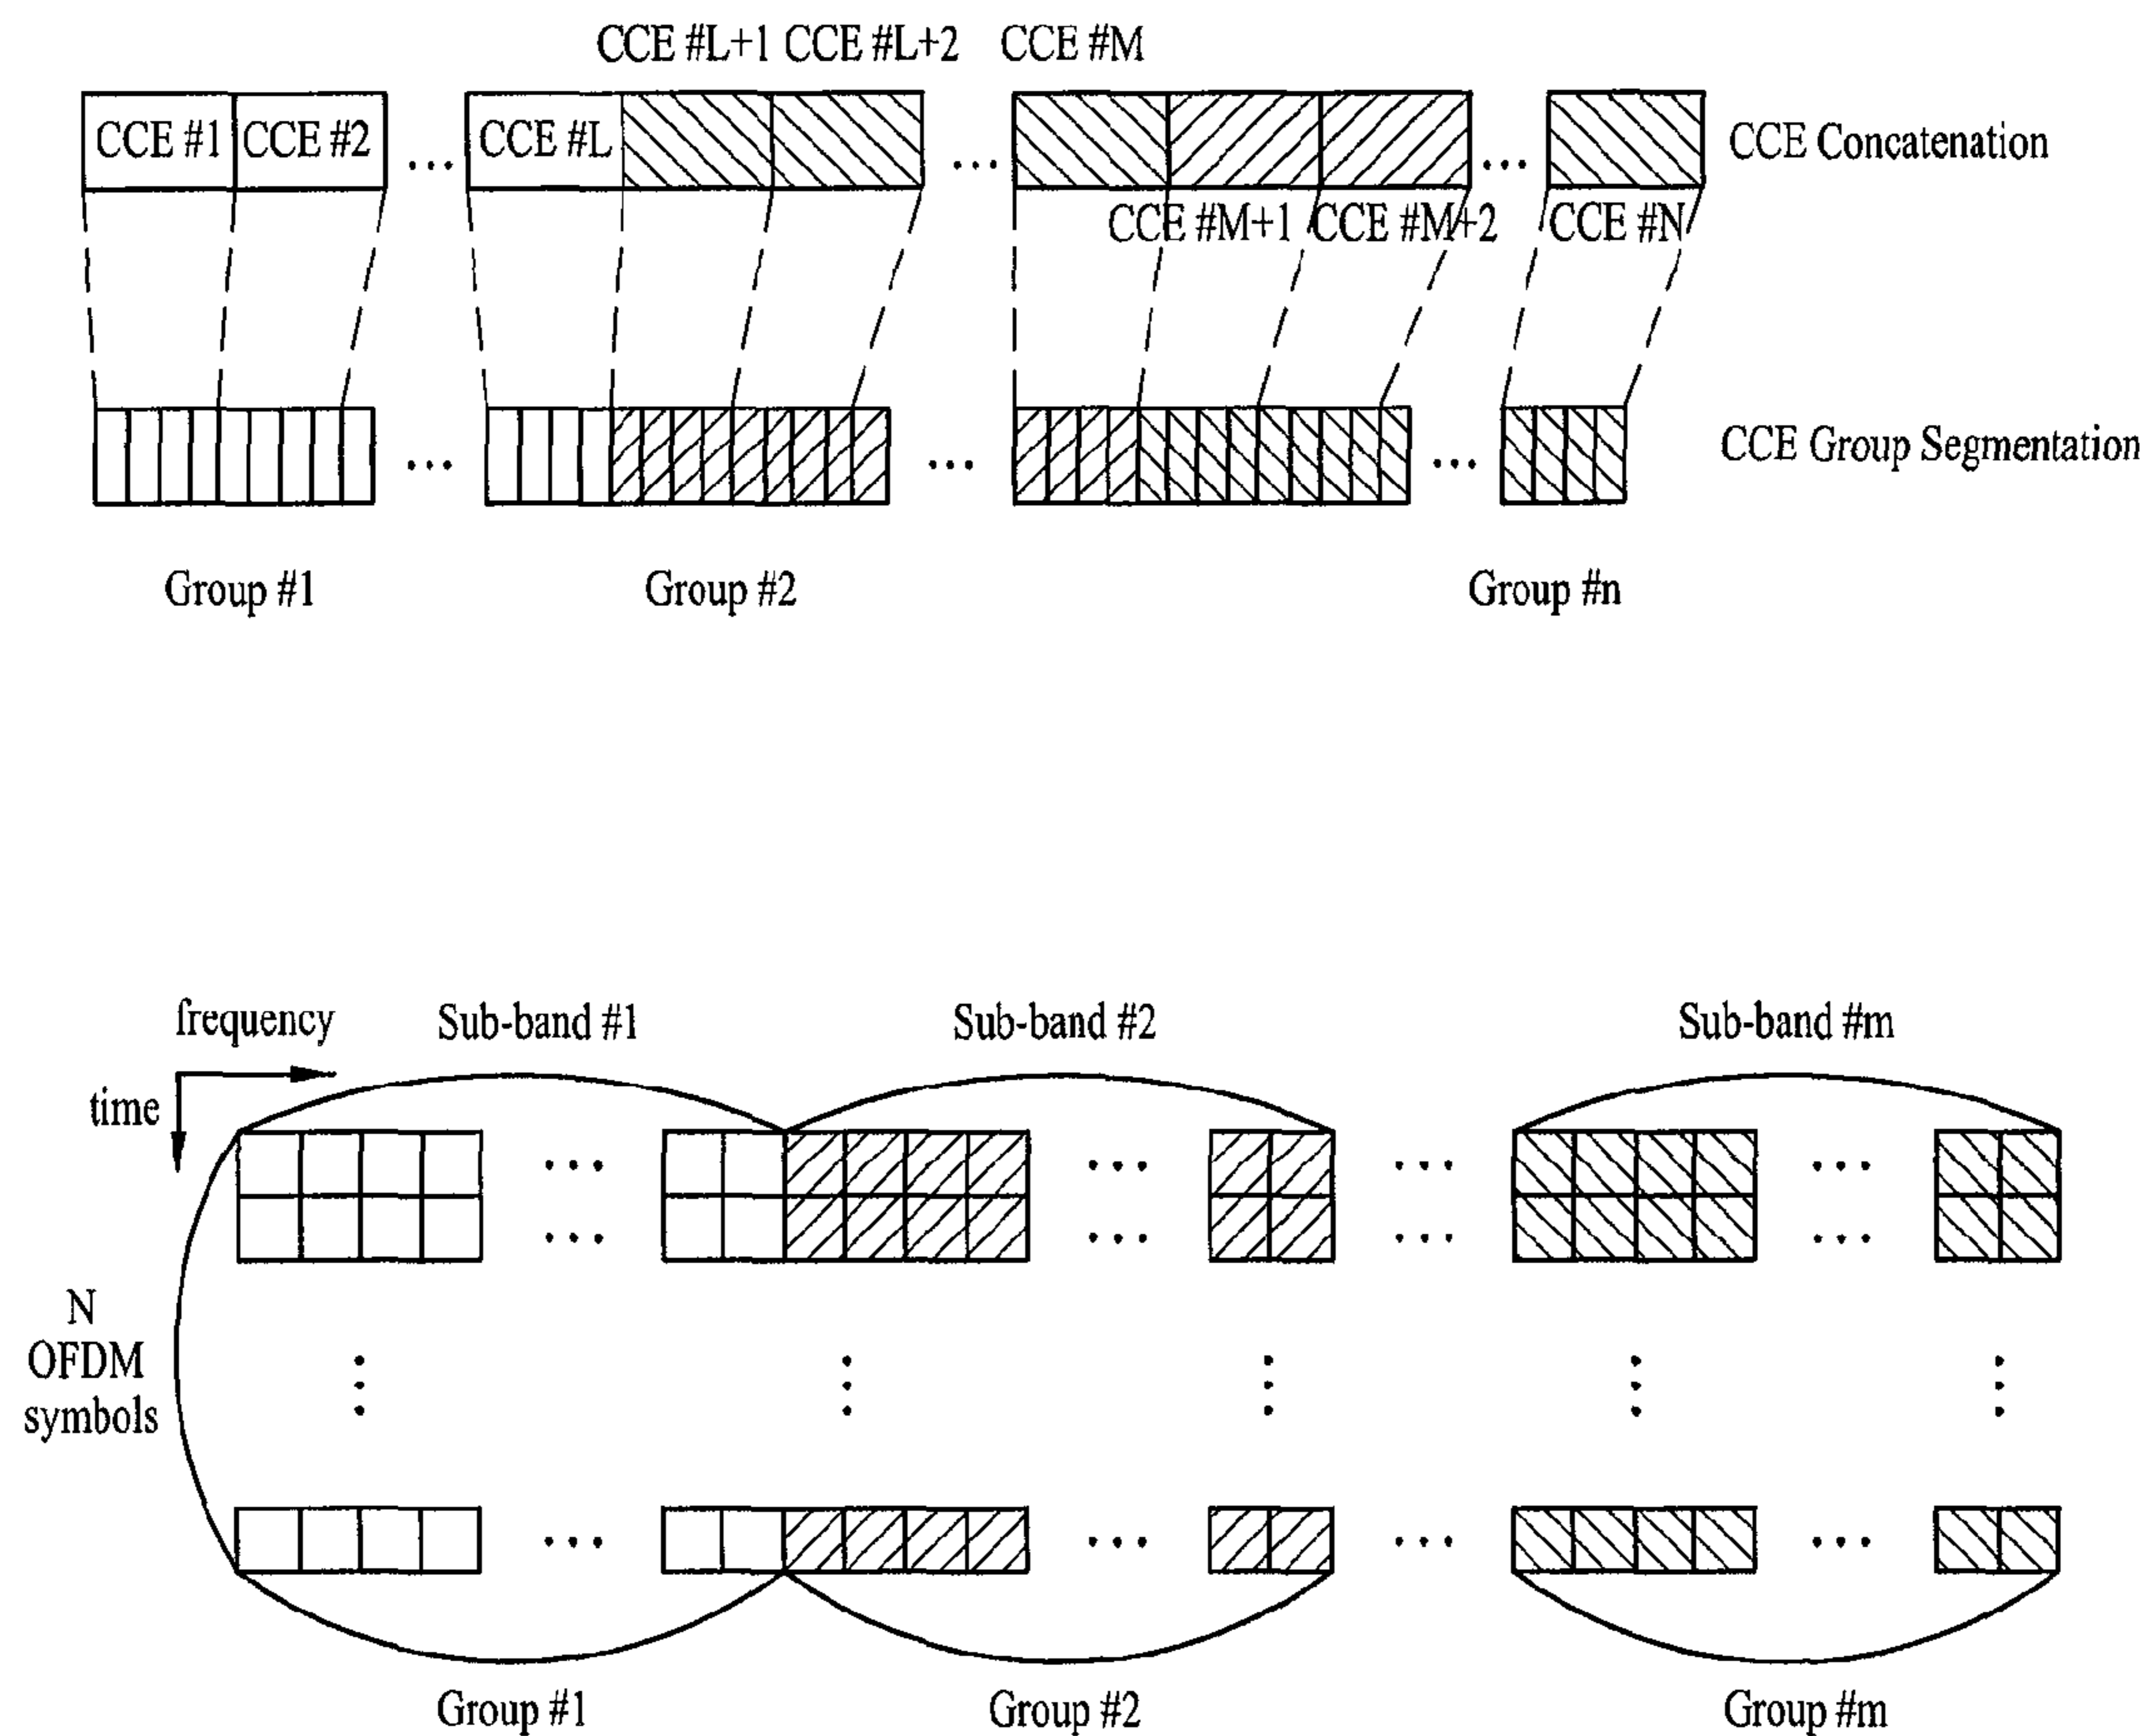 CCE #L+1 CCE #L+2 CCE #M
CCE #1 CCE #2 ... CCE #L ... ... CCE Concatenation
CCE #M+1 CCE #M+2 CCE #N
... ... ... CCE Group Segmentation
Group #1 Group #2 Group #n
frequency Sub-band #1 Sub-band #2 Sub-band #m
time
N
OFDM
symbols
Group #1 Group #2 Group #m